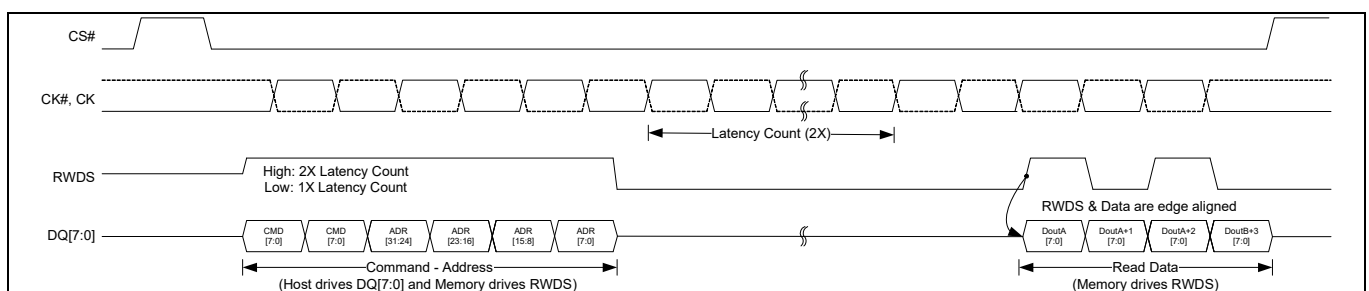 CS#
CK#, CK
Latency Count (2X)
RWDS
High: 2X Latency Count
Low: 1X Latency Count
RWDS & Data are edge aligned
DQ[7:0]
CMD
[7:0]
CMD
[7:0]
ADR
[31:24]
ADR
[23:16]
ADR
[15:8]
ADR
[7:0]
DoutA
[7:0]
DoutA+1
[7:0]
DoutA+2
[7:0]
DoutB+3
[7:0]
Command - Address
(Host drives DQ[7:0] and Memory drives RWDS)
Read Data
(Memory drives RWDS)